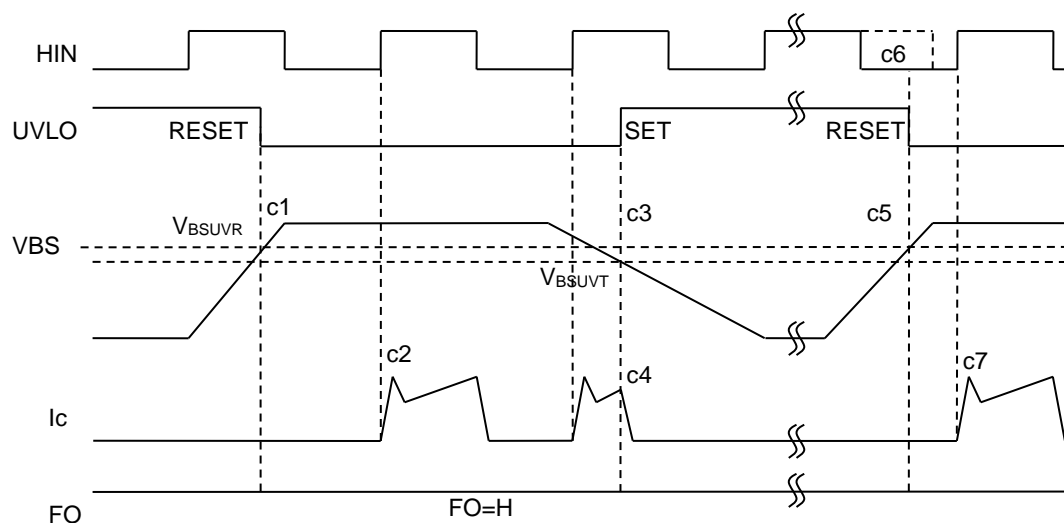 HIN
c6
UVLO
RESET
SET
RESET
c1
c3
c5
VBSUVR
VBS
VBSUVT
c2
c4
c7
Ic
FO=H
FO